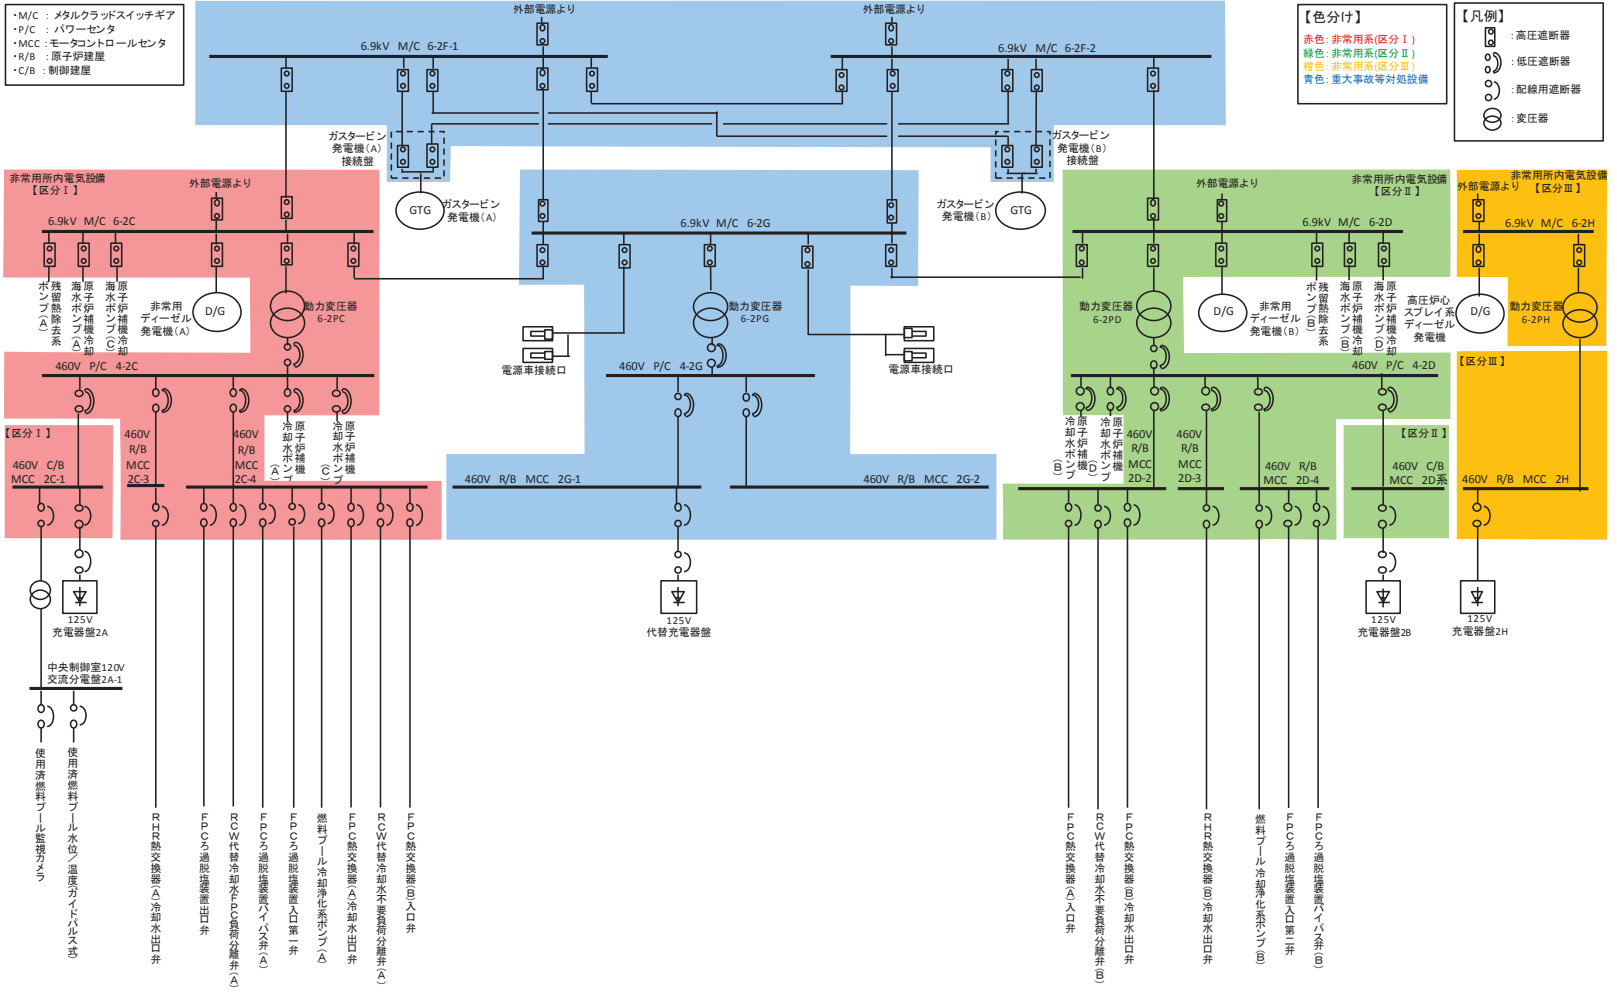 ・M/C ：メタルクラッドスイッチギア
・P/C ：パワーセンタ
・MCC：モータコントロールセンタ
・R/B ：原子炉建屋
・C/B ：制御建屋
外部電源より
外部電源より
6.9kV M/C 6-2F-1
6.9kV M/C 6-2F-2
【色分け】
赤色：非常用系(区分Ⅰ)
緑色：非常用系(区分Ⅱ)
橙色：非常用系(区分Ⅲ)
青色：重大事故等対処設備
【凡例】
：高圧遮断器
：低圧遮断器
：配線用遮断器
：変圧器
ガスタービン
発電機(A)
接続盤
ガスタービン
発電機(B)
接続盤
GTG
ガスタービン
発電機(A)
ガスタービン
発電機(B)
GTG
非常用所内電気設備
【区分Ⅰ】
外部電源より
6.9kV M/C 6-2C
残留熱除去系
ポンプ(A)
原子炉補機冷却
海水ポンプ(A)
原子炉補機冷却
海水ポンプ(C)
非常用
ディーゼル
発電機(A)
D/G
動力変圧器
6-2PC
460V P/C 4-2C
原子炉補機
冷却水ポンプ
(A)
原子炉補機
冷却水ポンプ
(C)
【区分Ⅰ】
460V C/B
MCC 2C-1
460V
R/B
MCC
2C-3
460V
R/B
MCC
2C-4
125V
充電器盤2A
中央制御室120V
交流分電盤2A-1
使用済燃料プール監視カメラ
使用済燃料プール水位／温度(ガイドパルス式)
RHR熱交換器(A)冷却水出口弁
FPCろ過脱塩装置出口弁
RCW代替冷却水FPC負荷分離弁(A)
FPCろ過脱塩装置バイパス弁(A)
FPCろ過脱塩装置入口第一弁
燃料プール冷却浄化系ポンプ(A)
FPC熱交換器(A)冷却水出口弁
RCW代替冷却水不要負荷分離弁(A)
FPC熱交換器(B)入口弁
6.9kV M/C 6-2G
動力変圧器
6-2PG
電源車接続口
電源車接続口
460V P/C 4-2G
460V R/B MCC 2G-1
460V R/B MCC 2G-2
125V
代替充電器盤
外部電源より
非常用所内電気設備
【区分Ⅱ】
6.9kV M/C 6-2D
動力変圧器
6-2PD
D/G
非常用
ディーゼル
発電機(B)
残留熱除去系
ポンプ(B)
原子炉補機冷却
海水ポンプ(B)
原子炉補機冷却
海水ポンプ(D)
460V P/C 4-2D
原子炉補機
冷却水ポンプ
(B)
原子炉補機
冷却水ポンプ
(D)
460V
R/B
MCC
2D-2
460V
R/B
MCC
2D-3
460V R/B
MCC 2D-4
【区分Ⅱ】
460V C/B
MCC 2D系
125V
充電器盤2B
FPC熱交換器(A)入口弁
RCW代替冷却水不要負荷分離弁(B)
FPC熱交換器(B)冷却水出口弁
RHR熱交換器(B)冷却水出口弁
燃料プール冷却浄化系ポンプ(B)
FPCろ過脱塩装置入口第二弁
FPCろ過脱塩装置バイパス弁(B)
非常用所内電気設備
【区分Ⅲ】
外部電源より
6.9kV M/C 6-2H
高圧炉心
スプレイ系
ディーゼル
発電機
D/G
動力変圧器
6-2PH
【区分Ⅲ】
460V R/B MCC 2H
125V
充電器盤2H